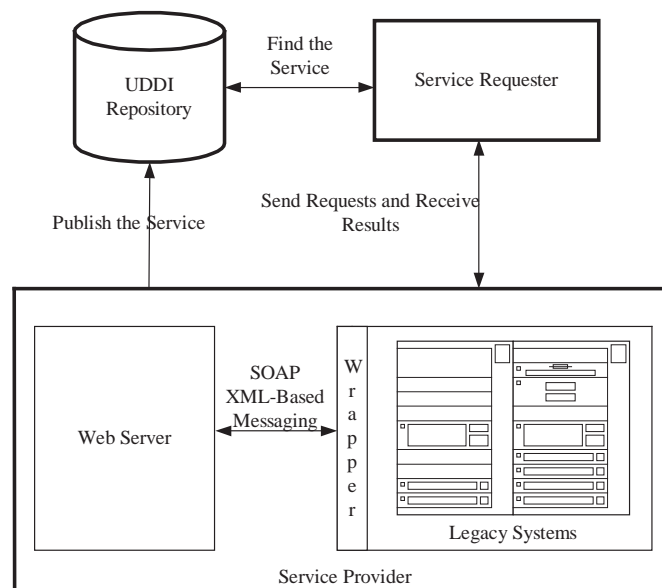 Find the
Service
UDDI
Repository
Service Requester
Publish the Service
Send Requests and Receive
Results
SOAP
XML-Based
Messaging
Web Server
Wrapper
Legacy Systems
Service Provider